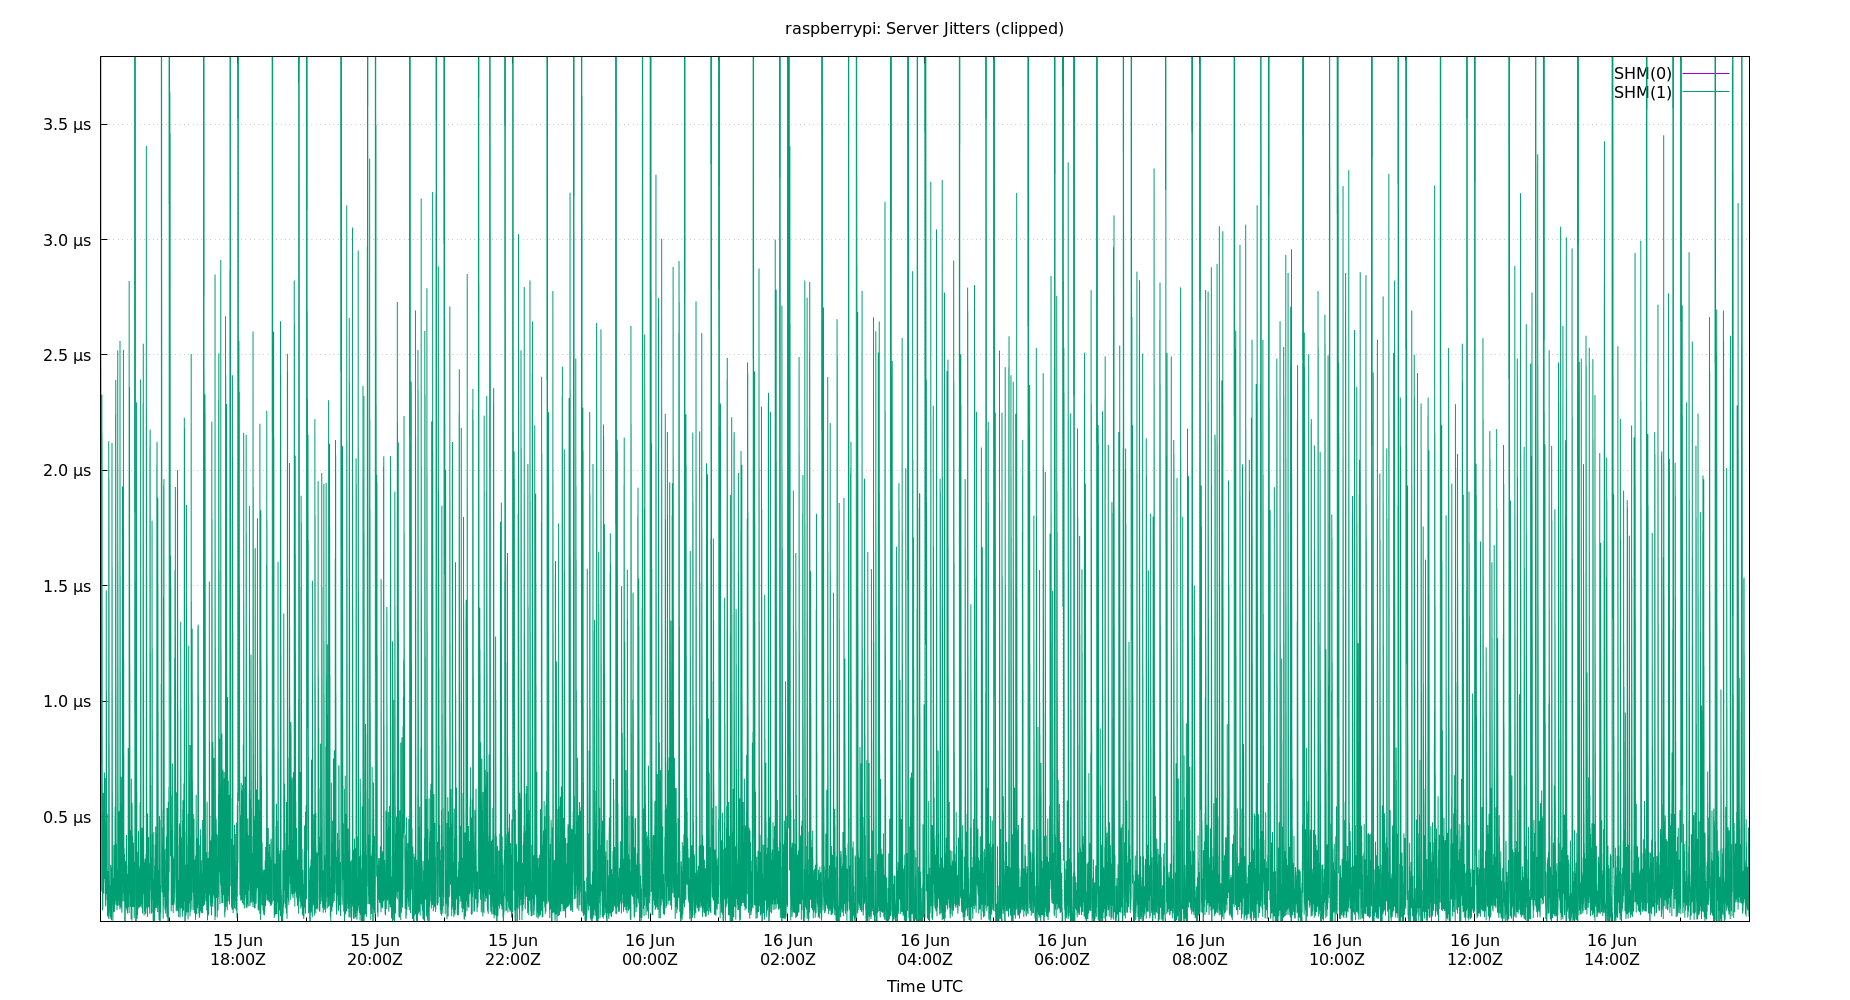 raspberrypi: Server Jitters (clipped)
SHM(0)
SHM(1)
3.5 µs
3.0 µs
2.5 µs
2.0 µs
1.5 µs
1.0 µs
0.5 µs
15 Jun 15 Jun 15 Jun 16 Jun 16 Jun 16 Jun 16 Jun 16 Jun 16 Jun 16 Jun 16 Jun
18:00Z 20:00Z 22:00Z 00:00Z 02:00Z 04:00Z 06:00Z 08:00Z 10:00Z 12:00Z 14:00Z
Time UTC